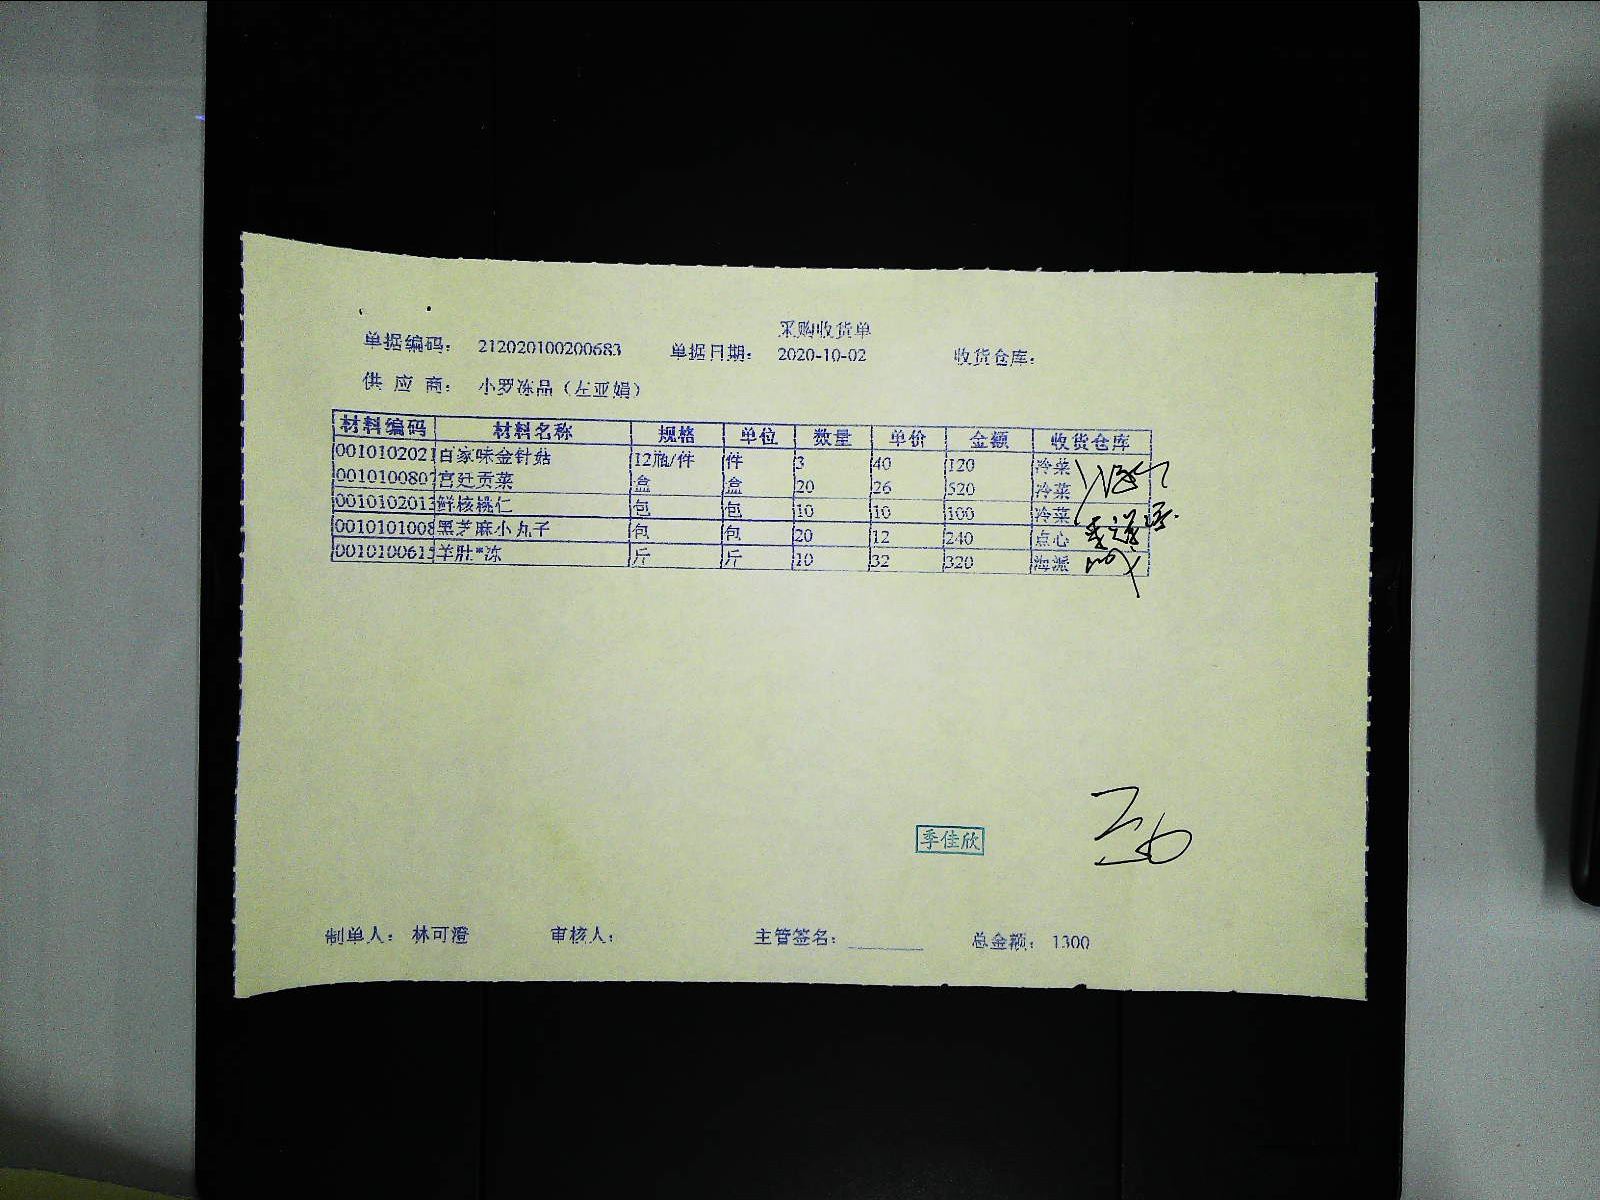 采购收货单
单据编码： 212020100200683 单据日期： 2020-10-02 收货仓库：
供 应 商： 小罗冻品（左亚娟）
材料编码 材料名称 规格 单位 数量 单价 金额 收货仓库
0010102021 百家味金针菇 12瓶/件 件 3 40 120 冷菜
001010080 宫廷贡菜 盒 盒 20 26 520 冷菜
001010201 鲜核桃仁 包 包 10 10 100 冷菜
0010101008 黑芝麻小丸子 包 包 20 12 240 点心
001010061 羊肚*冻 斤 斤 10 32 320 海派
季佳欣
制单人： 林可澄 审核人： 主管签名： 总金额： 1300